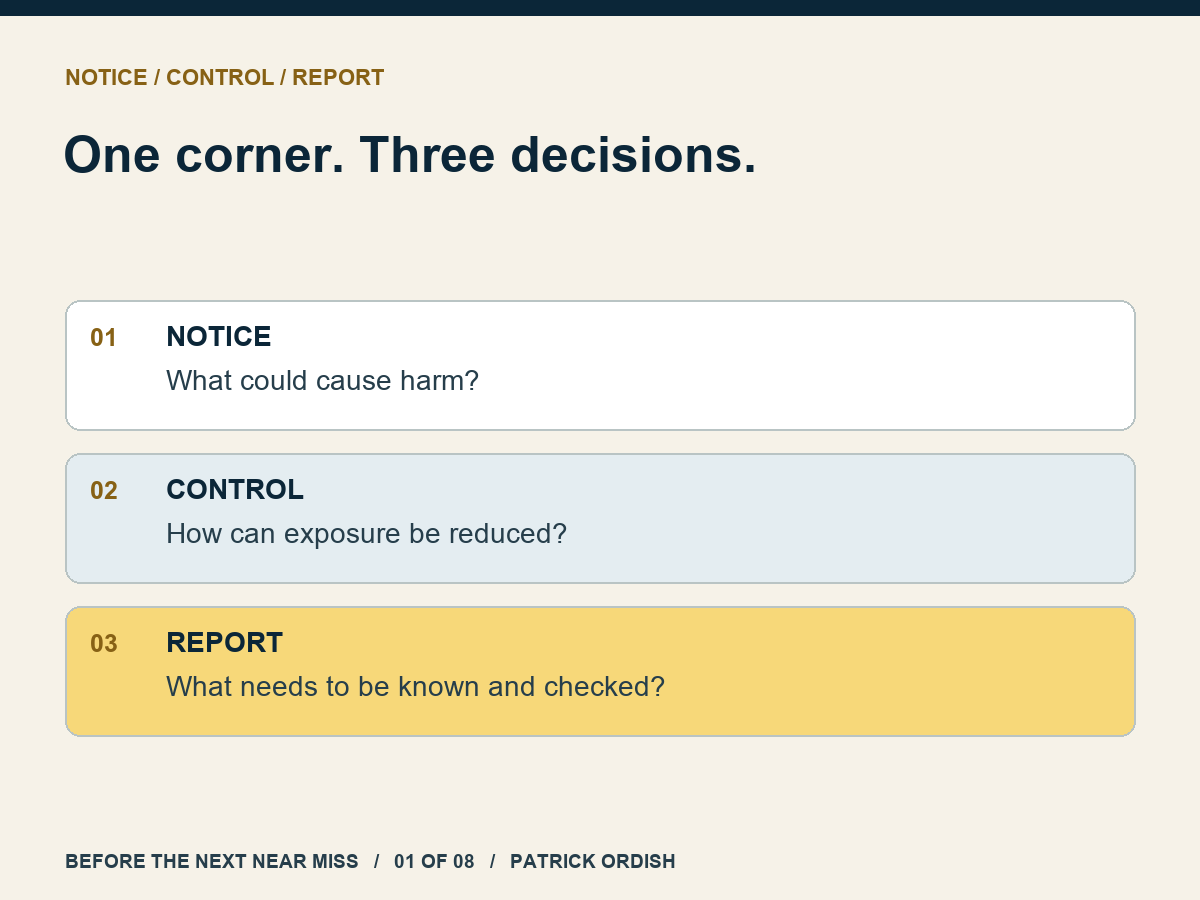 NOTICE / CONTROL / REPORT
One corner. Three decisions.
01 NOTICE
What could cause harm?
02 CONTROL
How can exposure be reduced?
03 REPORT
What needs to be known and checked?
BEFORE THE NEXT NEAR MISS / 01 OF 08 / PATRICK ORDISH